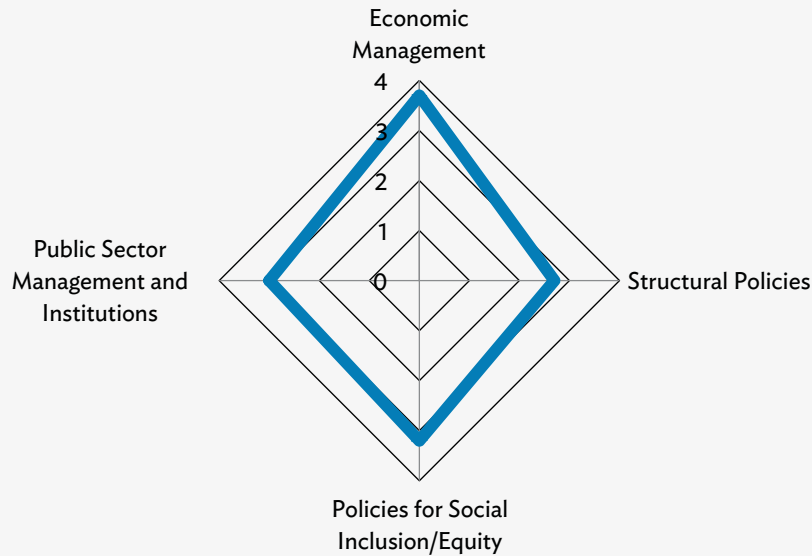 Economic
Management
4
3
2
1
0
Public Sector
Management and
Institutions
Structural Policies
Policies for Social
Inclusion/Equity